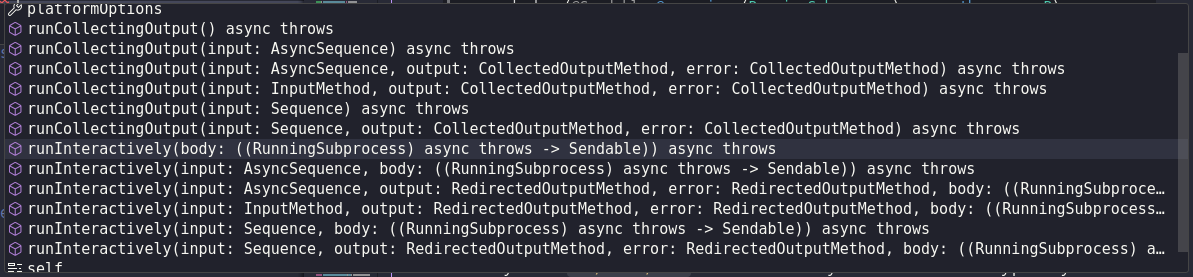 platformOptions
runCollectingOutput() async throws
runCollectingOutput(input: AsyncSequence) async throws
runCollectingOutput(input: AsyncSequence, output: CollectedOutputMethod, error: CollectedOutputMethod) async throws
runCollectingOutput(input: InputMethod, output: CollectedOutputMethod, error: CollectedOutputMethod) async throws
runCollectingOutput(input: Sequence) async throws
runCollectingOutput(input: Sequence, output: CollectedOutputMethod, error: CollectedOutputMethod) async throws
runInteractively(body: ((RunningSubprocess) async throws -> Sendable)) async throws
runInteractively(input: AsyncSequence, body: ((RunningSubprocess) async throws -> Sendable)) async throws
runInteractively(input: AsyncSequence, output: RedirectedOutputMethod, error: RedirectedOutputMethod, body: ((RunningSubproce…
runInteractively(input: InputMethod, output: RedirectedOutputMethod, error: RedirectedOutputMethod, body: ((RunningSubprocess…
runInteractively(input: Sequence, body: ((RunningSubprocess) async throws -> Sendable)) async throws
runInteractively(input: Sequence, output: RedirectedOutputMethod, error: RedirectedOutputMethod, body: ((RunningSubprocess) a…
self